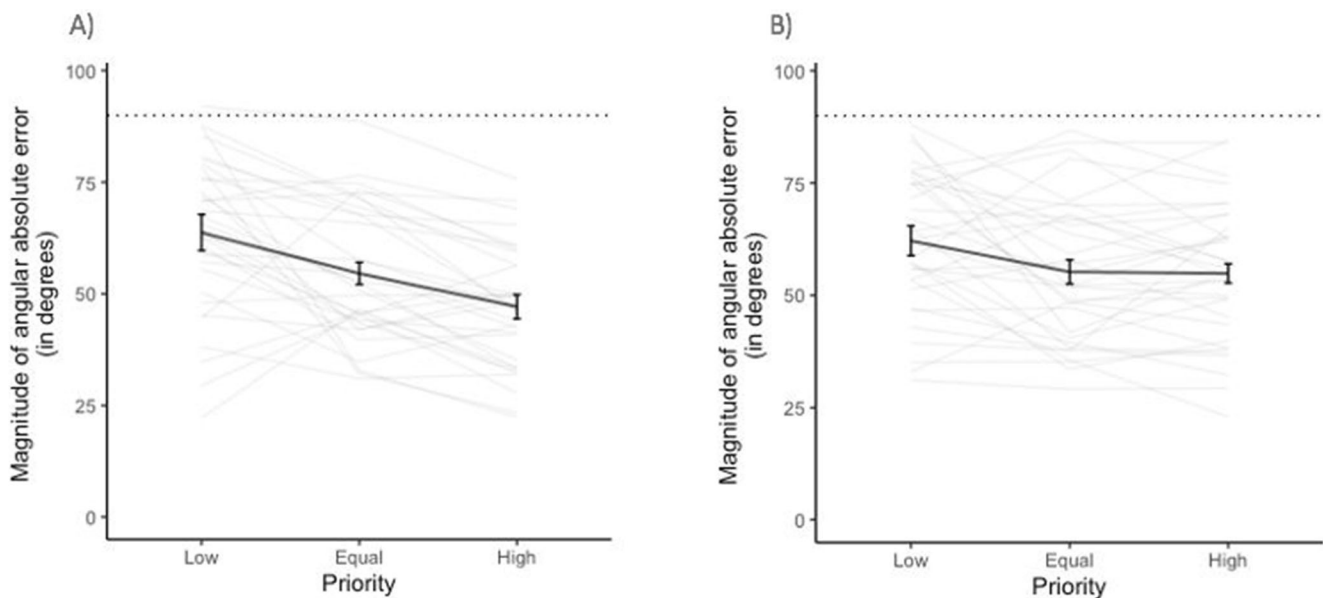 A)
100
75
50
25
0
Magnitude of angular absolute error
(in degrees)
Low Equal High
Priority
B)
100
75
50
25
0
Magnitude of angular absolute error
(in degrees)
Low Equal High
Priority